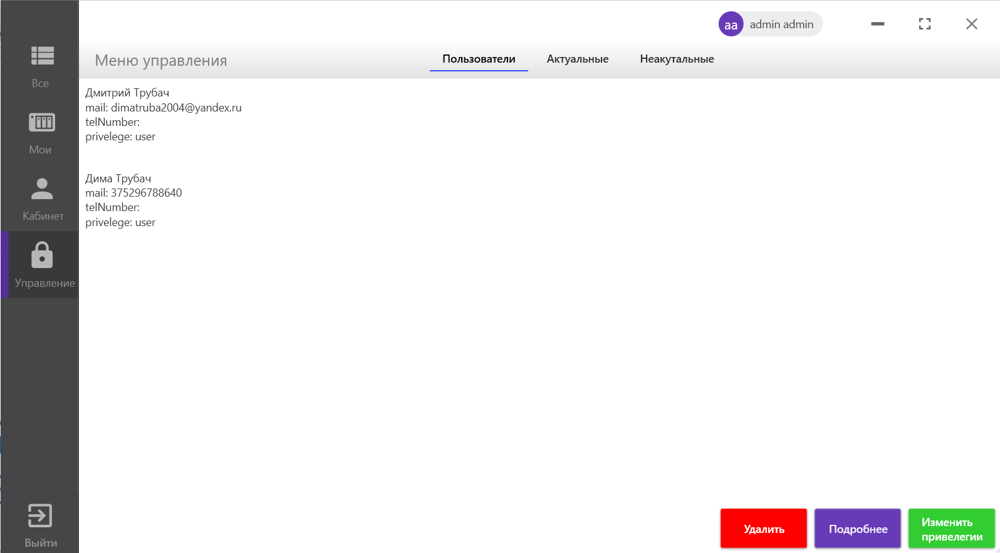 aa admin admin
Меню управления
Пользователи Актуальные Неакутальные
Все
Мои
Кабинет
Управление
Выйти
Дмитрий Трубач
mail: dimatruba2004@yandex.ru
telNumber:
privelege: user
Дима Трубач
mail: 375296788640
telNumber:
privelege: user
Удалить
Подробнее
Изменить
привелегии